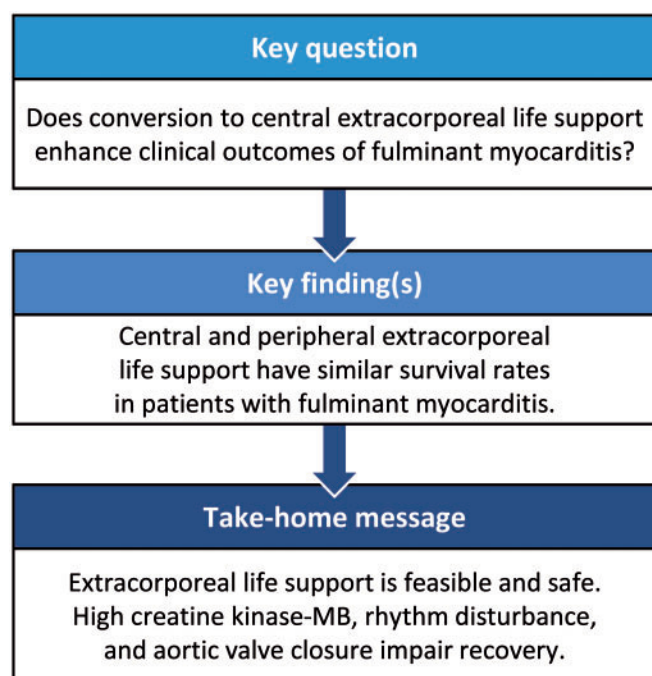 Key question
Does conversion to central extracorporeal life support
enhance clinical outcomes of fulminant myocarditis?
Key finding(s)
Central and peripheral extracorporeal
life support have similar survival rates
in patients with fulminant myocarditis.
Take-home message
Extracorporeal life support is feasible and safe.
High creatine kinase-MB, rhythm disturbance,
and aortic valve closure impair recovery.